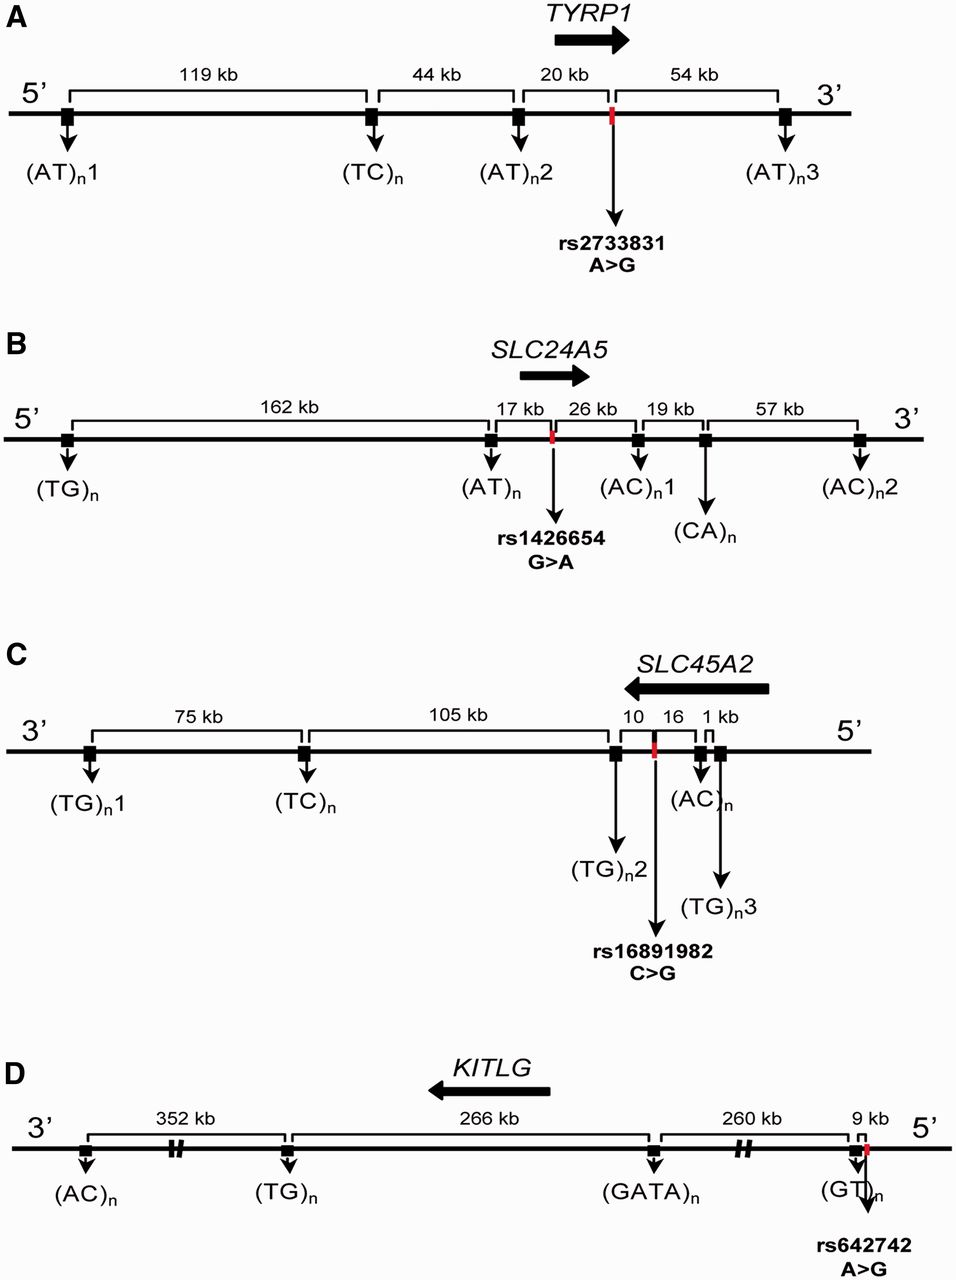 A
TYRP1
119 kb 44 kb 20 kb 54 kb
5’ 3’
(AT)n1 (TC)n (AT)n2 (AT)n3
rs2733831
A>G
B
SLC24A5
162 kb 17 kb 26 kb 19 kb 57 kb
5’ 3’
(TG)n (AT)n (AC)n1 (AC)n2
(CA)n
rs1426654
G>A
C
SLC45A2
75 kb 105 kb 10 16 1 kb
3’ 5’
(TG)n1 (TC)n (AC)n
(TG)n2
(TG)n3
rs16891982
C>G
D
KITLG
352 kb 266 kb 260 kb 9 kb
3’ 5’
(AC)n (TG)n (GATA)n (GT)n
rs642742
A>G